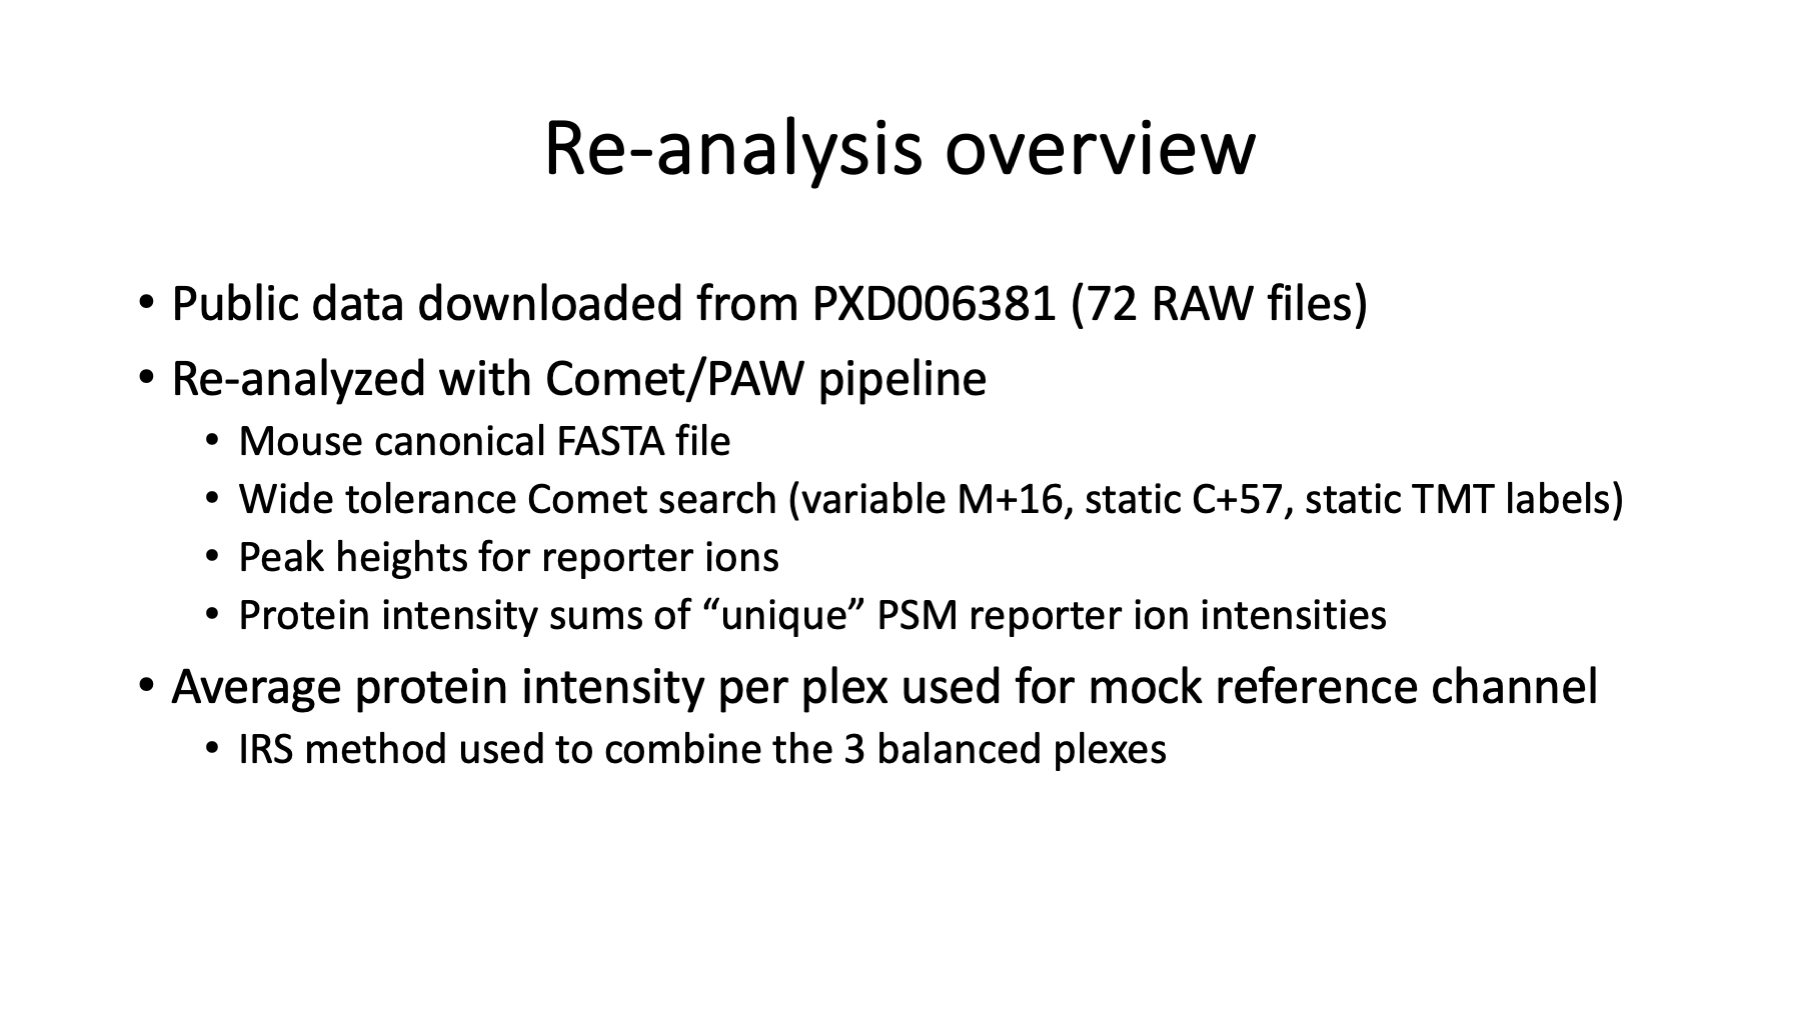 Re-analysis overview
• Public data downloaded from PXD006381 (72 RAW files)
• Re-analyzed with Comet/PAW pipeline
• Mouse canonical FASTA file
• Wide tolerance Comet search (variable M+16, static C+57, static TMT labels)
• Peak heights for reporter ions
• Protein intensity sums of “unique” PSM reporter ion intensities
• Average protein intensity per plex used for mock reference channel
• IRS method used to combine the 3 balanced plexes